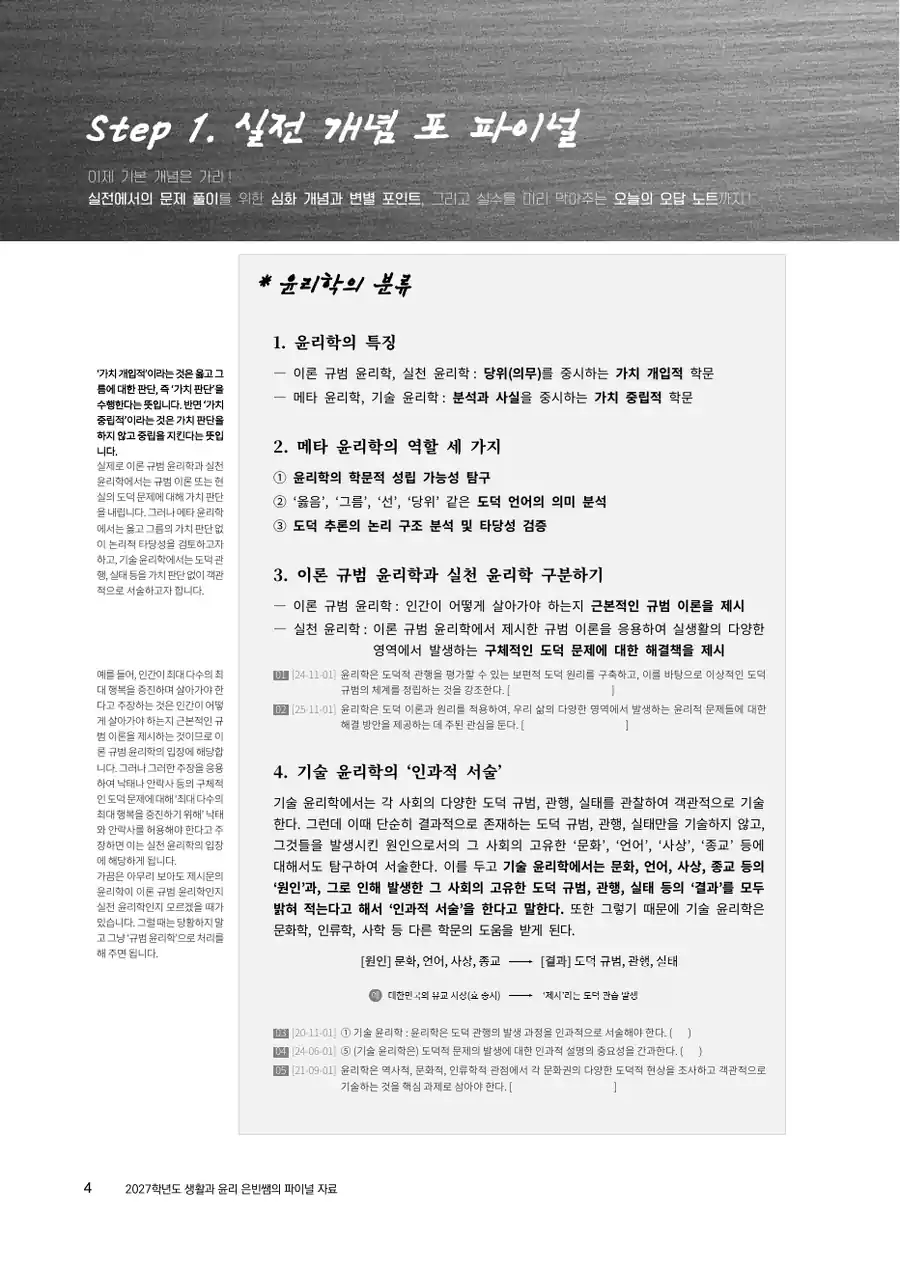 Step 1. 실전 개념 포 파이널
이제 기본 개념은 가라!
실전에서의 문제 풀이를 위한 심화 개념과 변별 포인트, 그리고 실수를 미리 막아주는 오늘의 오답 노트까지!
* 윤리학의 분류
1. 윤리학의 특징
— 이론 규범 윤리학, 실천 윤리학 : 당위(의무)를 중시하는 가치 개입적 학문
— 메타 윤리학, 기술 윤리학 : 분석과 사실을 중시하는 가치 중립적 학문
'가치 개입적'이라는 것은 옳고 그
름에 대한 판단, 즉 '가치 판단'을
수행한다는 뜻입니다. 반면 '가치
중립적'이라는 것은 가치 판단을
하지 않고 중립을 지킨다는 뜻입
니다.
실제로 이론 규범 윤리학과 실천
윤리학에서는 규범 이론 또는 현
실의 도덕 문제에 대해 가치 판단
을 내립니다. 그러나 메타 윤리학
에서는 옳고 그름의 가치 판단 없
이 논리적 타당성을 검토하고자
하고, 기술 윤리학에서는 도덕 관
행, 실태 등을 가치 판단 없이 객관
적으로 서술하고자 합니다.
2. 메타 윤리학의 역할 세 가지
① 윤리학의 학문적 성립 가능성 탐구
② '옳음', '그름', '선', '당위' 같은 도덕 언어의 의미 분석
③ 도덕 추론의 논리 구조 분석 및 타당성 검증
3. 이론 규범 윤리학과 실천 윤리학 구분하기
— 이론 규범 윤리학 : 인간이 어떻게 살아가야 하는지 근본적인 규범 이론을 제시
— 실천 윤리학 : 이론 규범 윤리학에서 제시한 규범 이론을 응용하여 실생활의 다양한
영역에서 발생하는 구체적인 도덕 문제에 대한 해결책을 제시
01 [24-11-01] 윤리학은 도덕적 관행을 평가할 수 있는 보편적 도덕 원리를 구축하고, 이를 바탕으로 이상적인 도덕
규범의 체계를 정립하는 것을 강조한다. [ ]
02 [25-11-01] 윤리학은 도덕 이론과 원리를 적용하여, 우리 삶의 다양한 영역에서 발생하는 윤리적 문제들에 대한
해결 방안을 제공하는 데 주된 관심을 둔다. [ ]
예를 들어, 인간이 최대 다수의 최
대 행복을 증진하며 살아가야 한
다고 주장하는 것은 인간이 어떻
게 살아가야 하는지 근본적인 규
범 이론을 제시하는 것이므로 이
론 규범 윤리학의 입장에 해당합
니다. 그러나 그러한 주장을 응용
하여 낙태나 안락사 등의 구체적
인 도덕 문제에 대해 '최대 다수의
최대 행복을 증진하기 위해' 낙태
와 안락사를 허용해야 한다고 주
장하면 이는 실천 윤리학의 입장
에 해당하게 됩니다.
가끔은 아무리 보아도 제시문의
윤리학이 이론 규범 윤리학인지
실천 윤리학인지 모르겠을 때가
있습니다. 그럴 때는 당황하지 말
고 그냥 '규범 윤리학'으로 처리를
해 주면 됩니다.
4. 기술 윤리학의 '인과적 서술'
기술 윤리학에서는 각 사회의 다양한 도덕 규범, 관행, 실태를 관찰하여 객관적으로 기술
한다. 그런데 이때 단순히 결과적으로 존재하는 도덕 규범, 관행, 실태만을 기술하지 않고,
그것들을 발생시킨 원인으로서의 그 사회의 고유한 '문화', '언어', '사상', '종교' 등에
대해서도 탐구하여 서술한다. 이를 두고 기술 윤리학에서는 문화, 언어, 사상, 종교 등의
'원인'과, 그로 인해 발생한 그 사회의 고유한 도덕 규범, 관행, 실태 등의 '결과'를 모두
밝혀 적는다고 해서 '인과적 서술'을 한다고 말한다. 또한 그렇기 때문에 기술 윤리학은
문화학, 인류학, 사학 등 다른 학문의 도움을 받게 된다.
[원인] 문화, 언어, 사상, 종교 → [결과] 도덕 규범, 관행, 실태
예 대한민국의 유교 사상(효 중시) → '제사'라는 도덕 관습 발생
03 [20-11-01] ① 기술 윤리학 : 윤리학은 도덕 관행의 발생 과정을 인과적으로 서술해야 한다. ( )
04 [24-06-01] ⑤ (기술 윤리학은) 도덕적 문제의 발생에 대한 인과적 설명의 중요성을 간과한다. ( )
05 [21-09-01] 윤리학은 역사적, 문화적, 인류학적 관점에서 각 문화권의 다양한 도덕적 현상을 조사하고 객관적으로
기술하는 것을 핵심 과제로 삼아야 한다. [ ]
4 2027학년도 생활과 윤리 은빈쌤의 파이널 자료